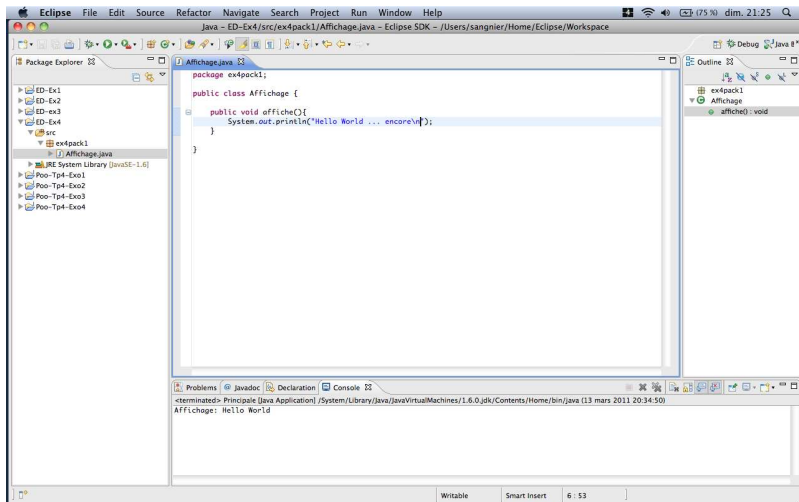 Eclipse File Edit Source Refactor Navigate Search Project Run Window Help (75 %) dim. 21:25
Java - ED-Ex4/src/ex4pack1/Affichage.java - Eclipse SDK - /Users/sangnier/Home/Eclipse/Workspace
Debug Java
Package Explorer
ED-Ex1
ED-Ex2
ED-ex3
ED-Ex4
src
ex4pack1
Affichage.java
JRE System Library [JavaSE-1.6]
Poo-Tp4-Exo1
Poo-Tp4-Exo2
Poo-Tp4-Exo3
Poo-Tp4-Exo4
Affichage.java
package ex4pack1;
public class Affichage {
public void affiche(){
System.out.println("Hello World ... encore\n");
}
}
Outline
ex4pack1
Affichage
affiche() : void
Problems @ Javadoc Declaration Console
<terminated> Principale [Java Application] /System/Library/Java/JavaVirtualMachines/1.6.0.jdk/Contents/Home/bin/java (13 mars 2011 20:34:50)
Affichage: Hello World
Writable Smart Insert 6 : 53